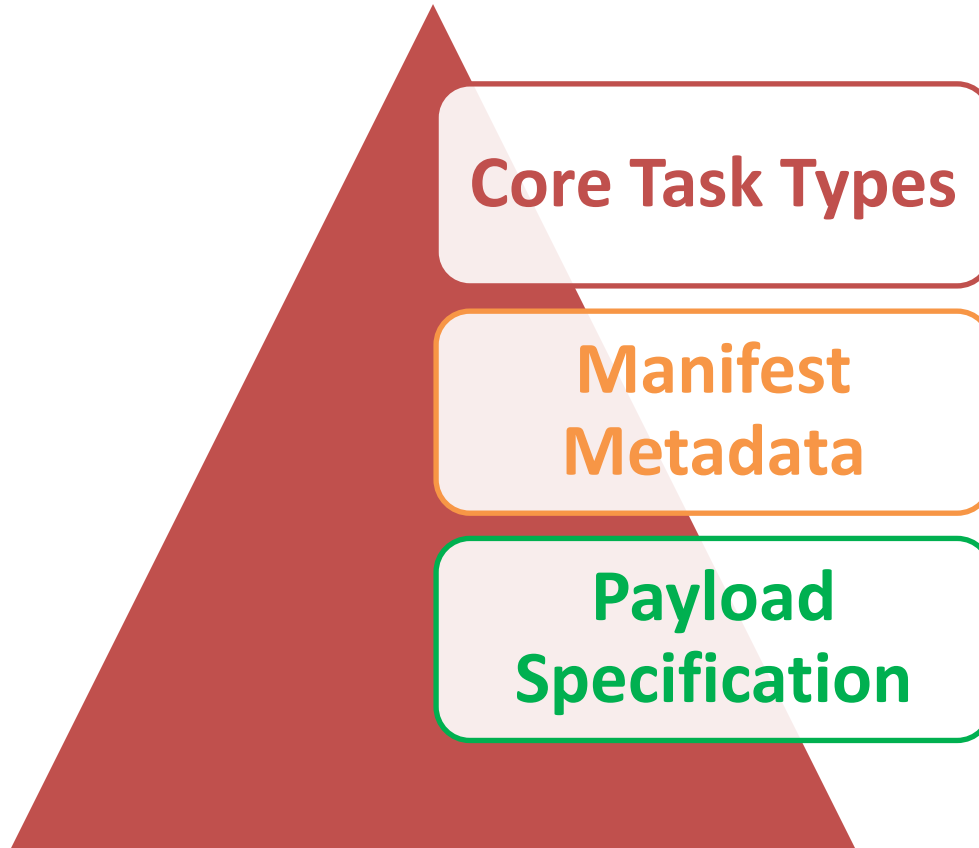 Core Task Types
Manifest
Metadata
Payload
Specification